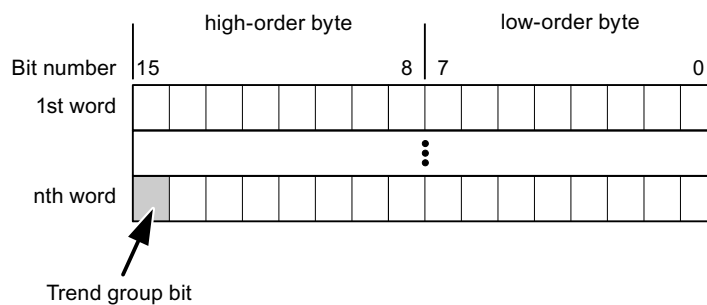 high-order byte low-order byte
Bit number 15 8 7 0
1st word
nth word
Trend group bit